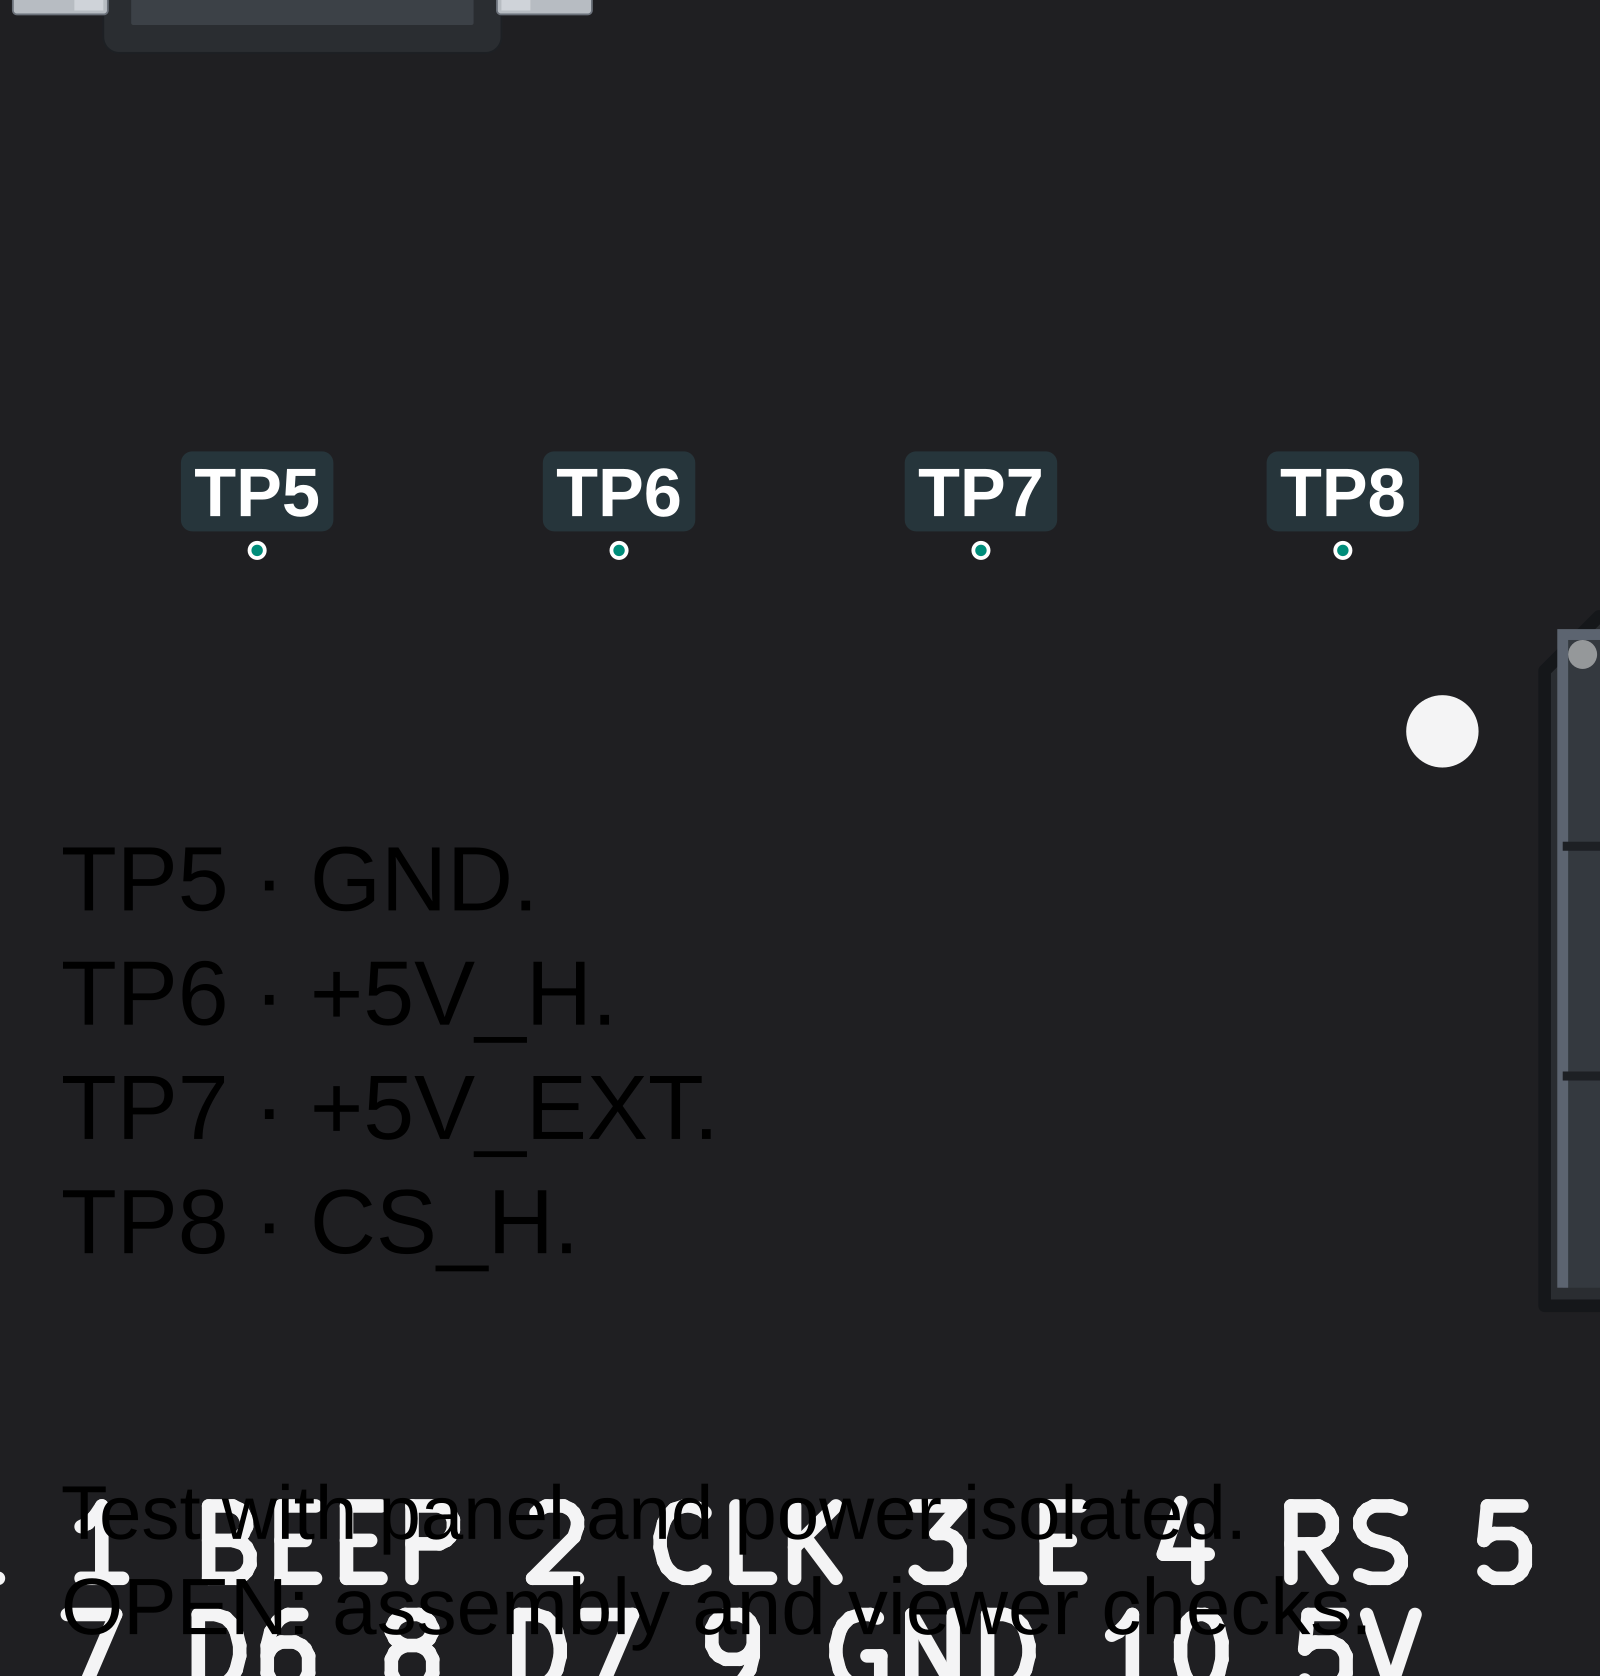 TP5 TP6 TP7 TP8
TP5 · GND.
TP6 · +5V_H.
TP7 · +5V_EXT.
TP8 · CS_H.
Test with panel and power isolated.
1 BEEP 2 CLK 3 E 4 RS 5
OPEN: assembly and viewer checks.
7 D6 8 D7 9 GND 10 5V